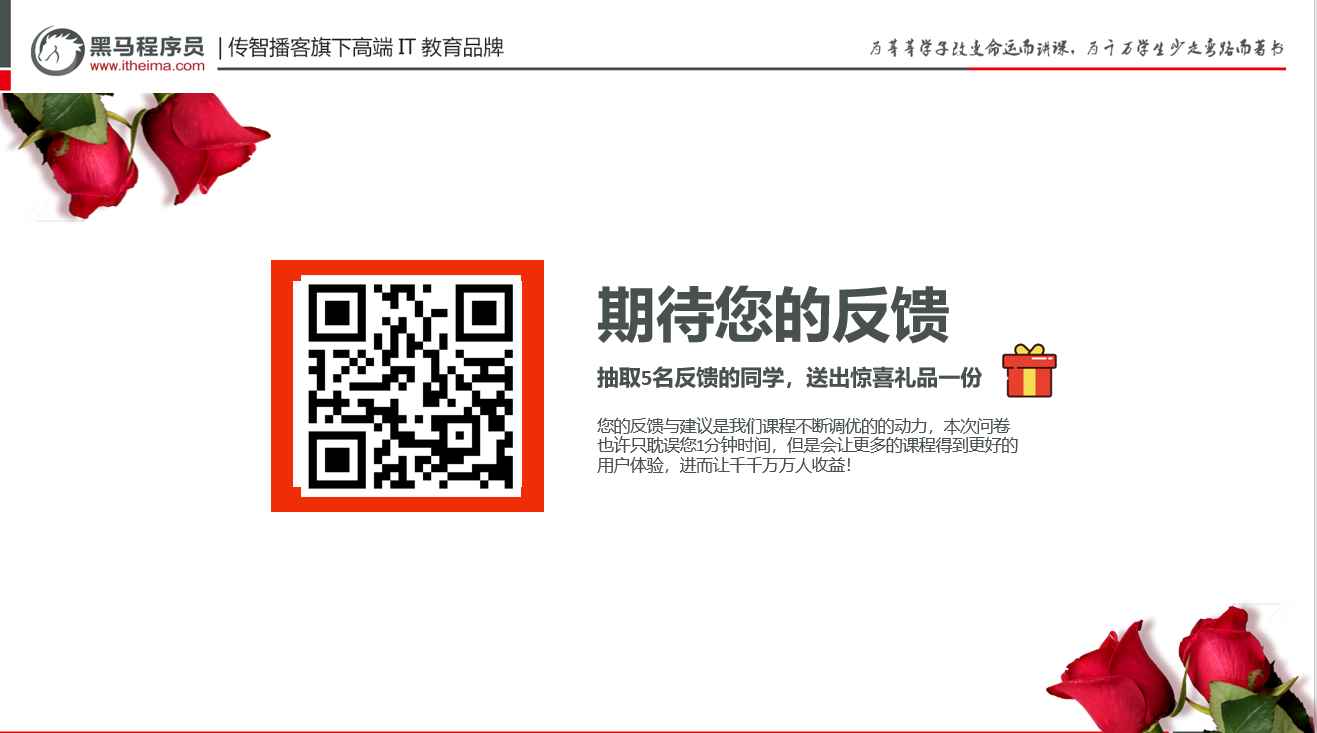 黑马程序员
www.itheima.com
| 传智播客旗下高端 IT 教育品牌
为莘莘学子改变命运而讲课，为千万学生少走弯路而著书
期待您的反馈
抽取5名反馈的同学，送出惊喜礼品一份
您的反馈与建议是我们课程不断调优的的动力，本次问卷
也许只耽误您1分钟时间，但是会让更多的课程得到更好的
用户体验，进而让千千万万人收益！